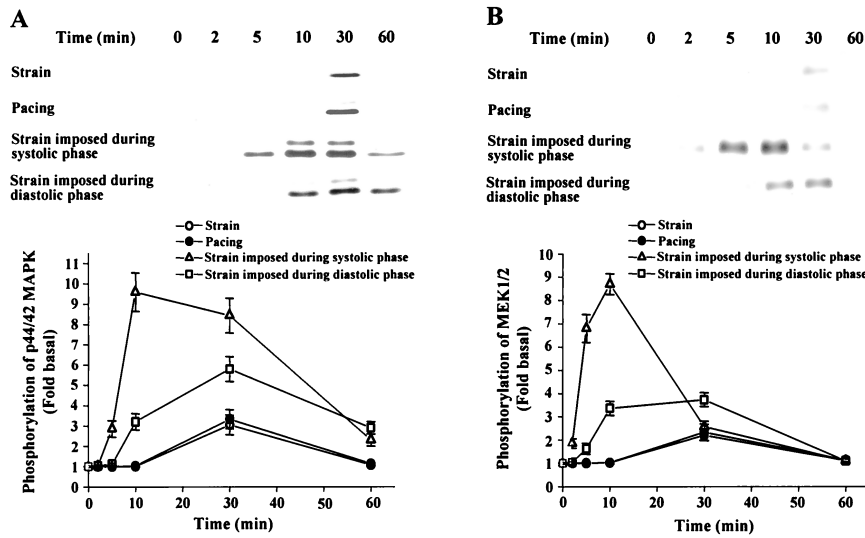 A
Time (min) 0 2 5 10 30 60
Strain
Pacing
Strain imposed during
systolic phase
Strain imposed during
diastolic phase
Strain
Pacing
Strain imposed during systolic phase
Strain imposed during diastolic phase
Phosphorylation of p44/42 MAPK
(Fold basal)
11
10
9
8
7
6
5
4
3
2
1
0
0 10 20 30 40 50 60
Time (min)
B
Time (min) 0 2 5 10 30 60
Strain
Pacing
Strain imposed during
systolic phase
Strain imposed during
diastolic phase
Strain
Pacing
Strain imposed during systolic phase
Strain imposed during diastolic phase
Phosphorylation of MEK1/2
(Fold basal)
10
9
8
7
6
5
4
3
2
1
0
0 10 20 30 40 50 60
Time (min)